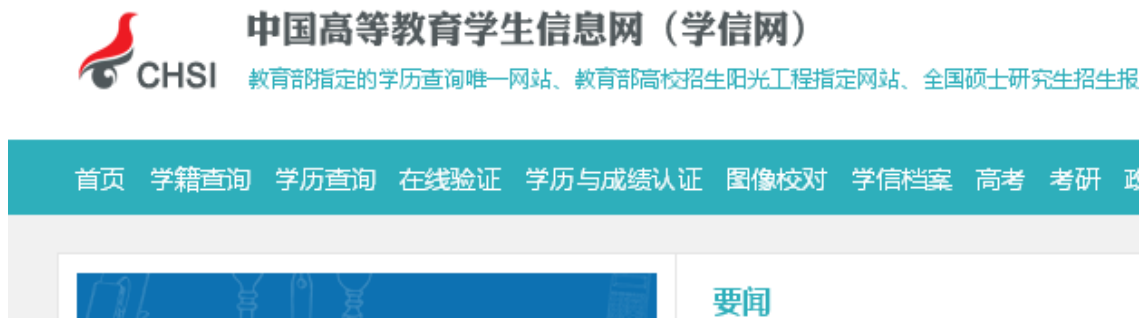 中国高等教育学生信息网（学信网）
CHSI
教育部指定的学历查询唯一网站、教育部高校招生阳光工程指定网站、全国硕士研究生招生报
首页 学籍查询 学历查询 在线验证 学历与成绩认证 图像校对 学信档案 高考 考研
要闻